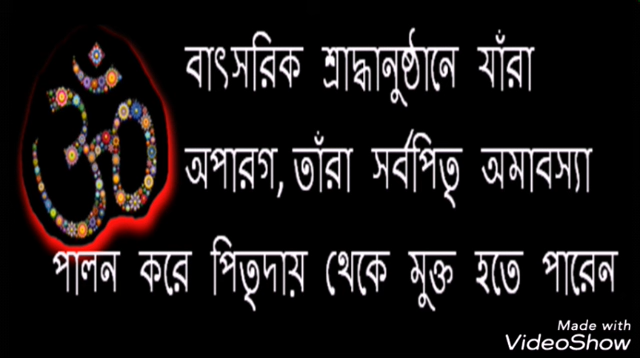 বাৎসরিক শ্রাদ্ধানুষ্ঠানে যাঁরা
অপারগ, তাঁরা সর্বপিতৃ অমাবস্যা
পালন করে পিতৃদায় থেকে মুক্ত হতে পারেন
Made with
VideoShow